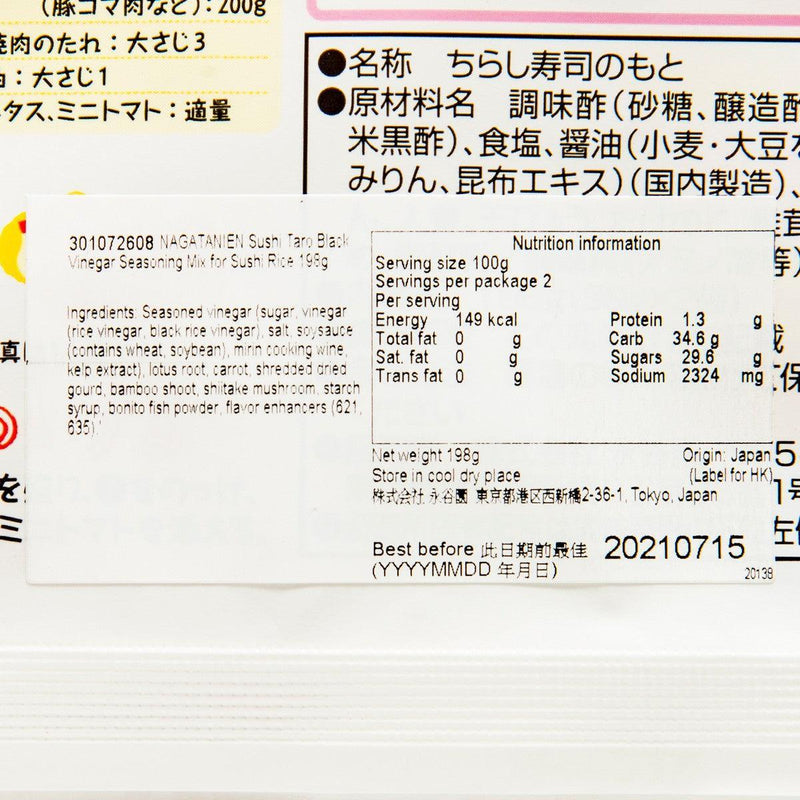 (豚コマ肉など):200g
焼肉のたれ:大さじ3
:大さじ1
タス、ミニトマト:適量
●名称 ちらし寿司のもと
●原材料名 調味酢(砂糖、醸造酢
米黒酢)、食塩、醤油(小麦・大豆
みりん、昆布エキス)(国内製造)、
301072608 NAGATANIEN Sushi Taro Black
Vinegar Seasoning Mix for Sushi Rice 198g
Ingredients: Seasoned vinegar (sugar, vinegar
(rice vinegar, black rice vinegar), salt, soysauce
(contains wheat, soybean), mirin cooking wine,
kelp extract), lotus root, carrot, shredded dried
gourd, bamboo shoot, shiitake mushroom, starch
syrup, bonito fish powder, flavor enhancers (621,
635).
Nutrition information
Serving size 100g
Servings per package 2
Per serving
Energy 149 kcal Protein 1.3 g
Total fat 0 g Carb 34.6 g
Sat. fat 0 g Sugars 29.6 g
Trans fat 0 g Sodium 2324 mg
Net weight 198g Origin: Japan
Store in cool dry place (Label for HK)
株式会社 永谷園 東京都港区西新橋2-36-1, Tokyo, Japan
Best before 此日期前最佳 20210715
(YYYYMMDD 年月日)
20138